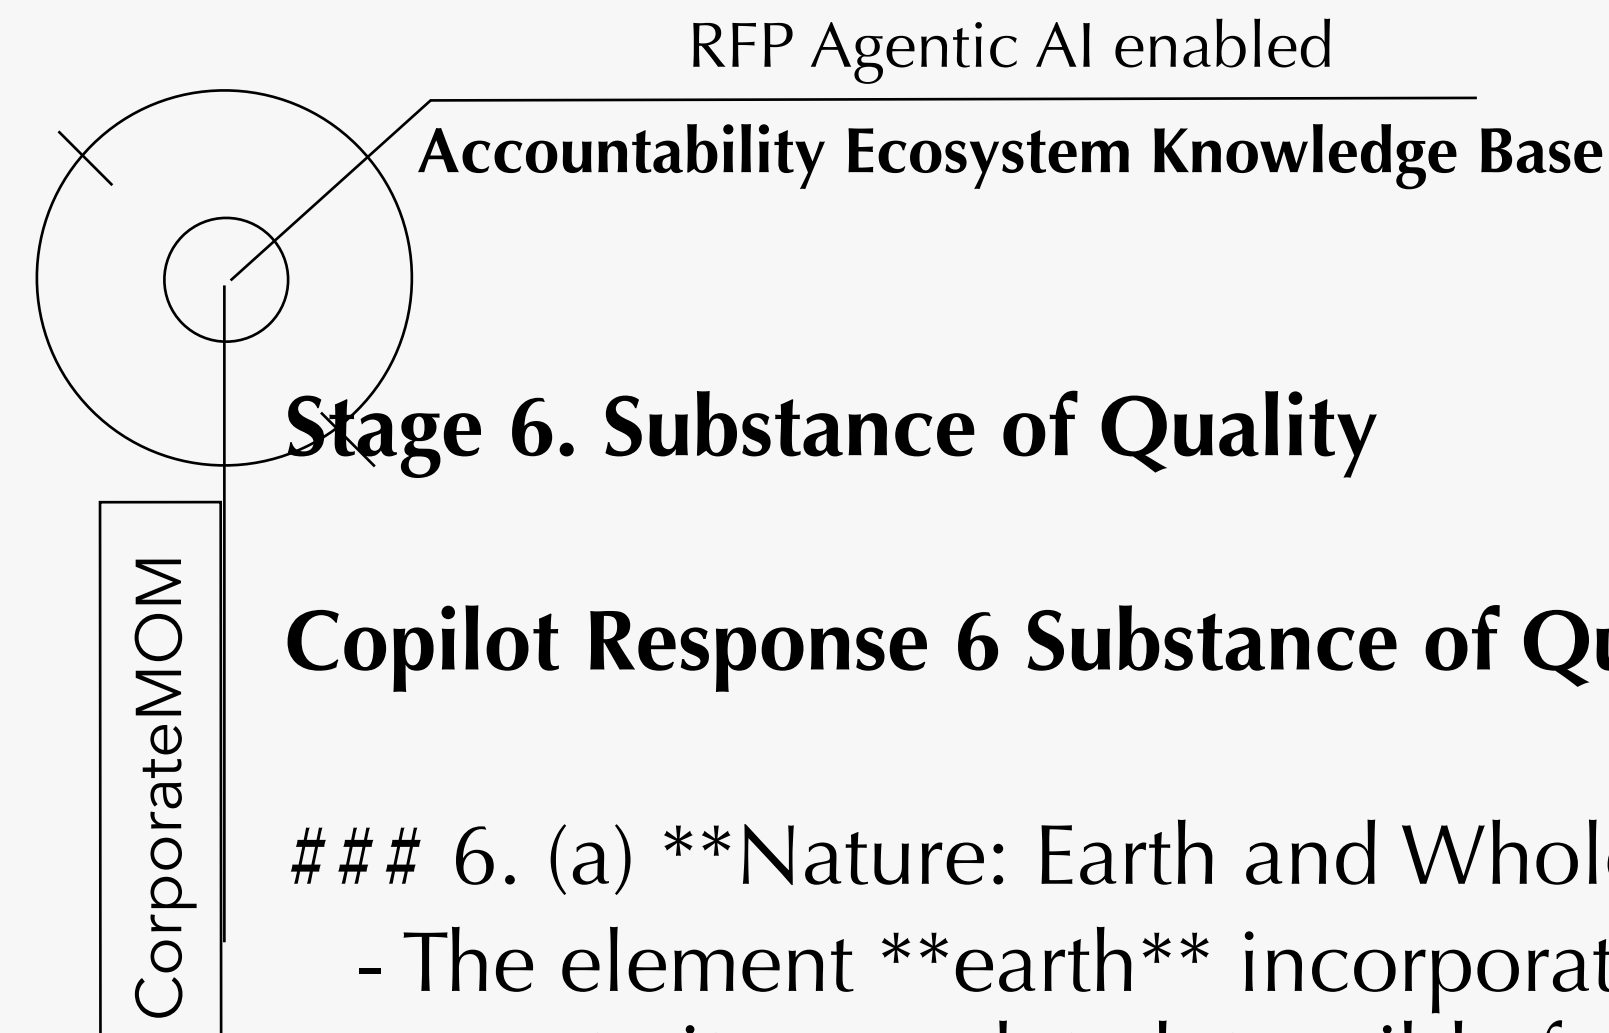 RFP Agentic AI enabled
Accountability Ecosystem Knowledge Base
Stage 6. Substance of Quality
Copilot Response 6 Substance of
### 6. (a) **Nature: Earth and
- The element **earth**
CorporateMOM